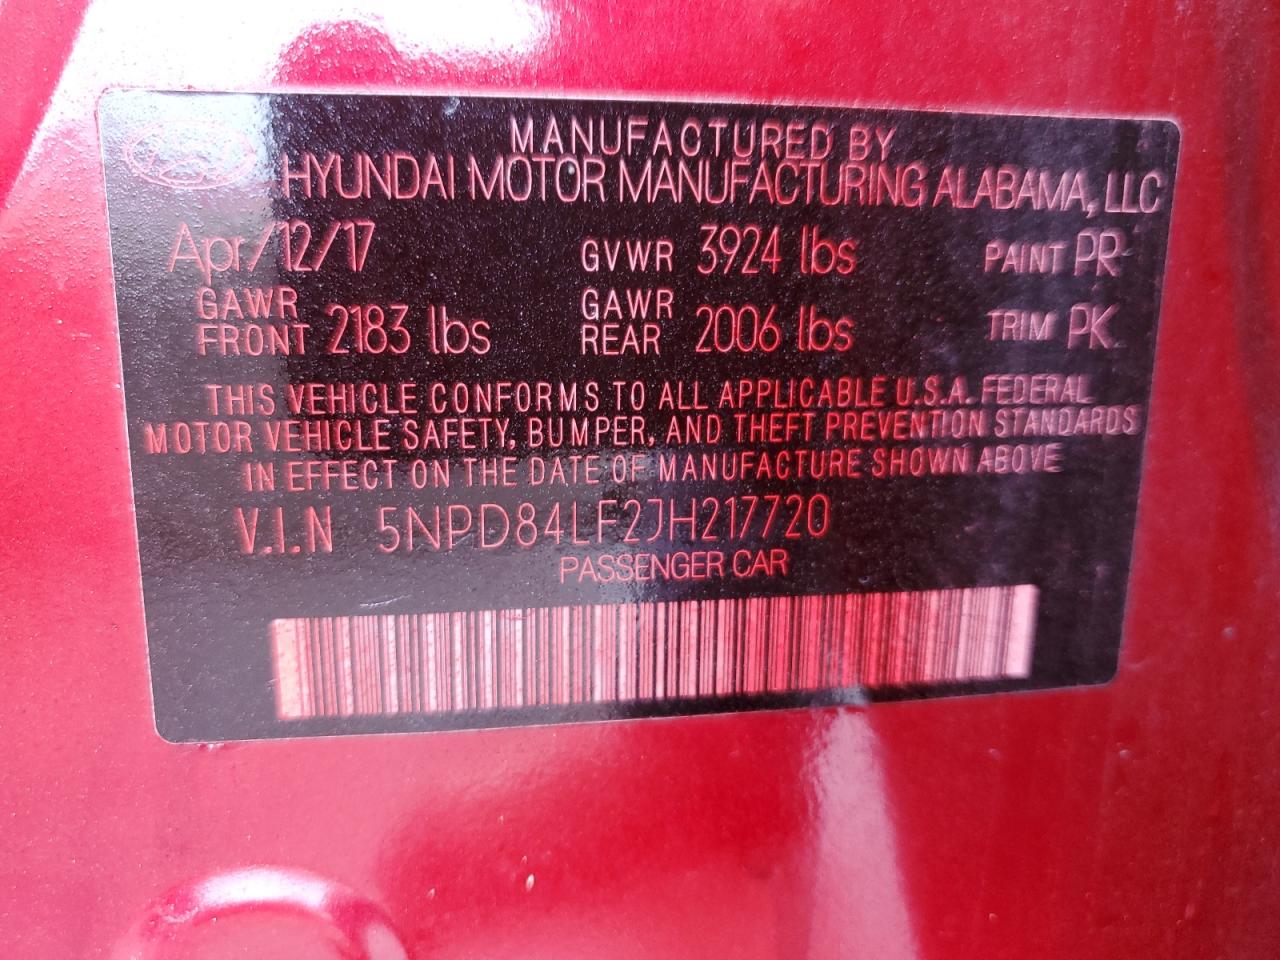 MANUFACTURED BY
HYUNDAI MOTOR MANUFACTURING ALABAMA, LLC
Apr/12/17 GVWR 3924 lbs PAINT PR
GAWR FRONT 2183 lbs GAWR REAR 2006 lbs TRIM PK
THIS VEHICLE CONFORMS TO ALL APPLICABLE U.S.A. FEDERAL
MOTOR VEHICLE SAFETY, BUMPER, AND THEFT PREVENTION STANDARDS
IN EFFECT ON THE DATE OF MANUFACTURE SHOWN ABOVE
V.I.N 5NPD84LF2JH217720
PASSENGER CAR